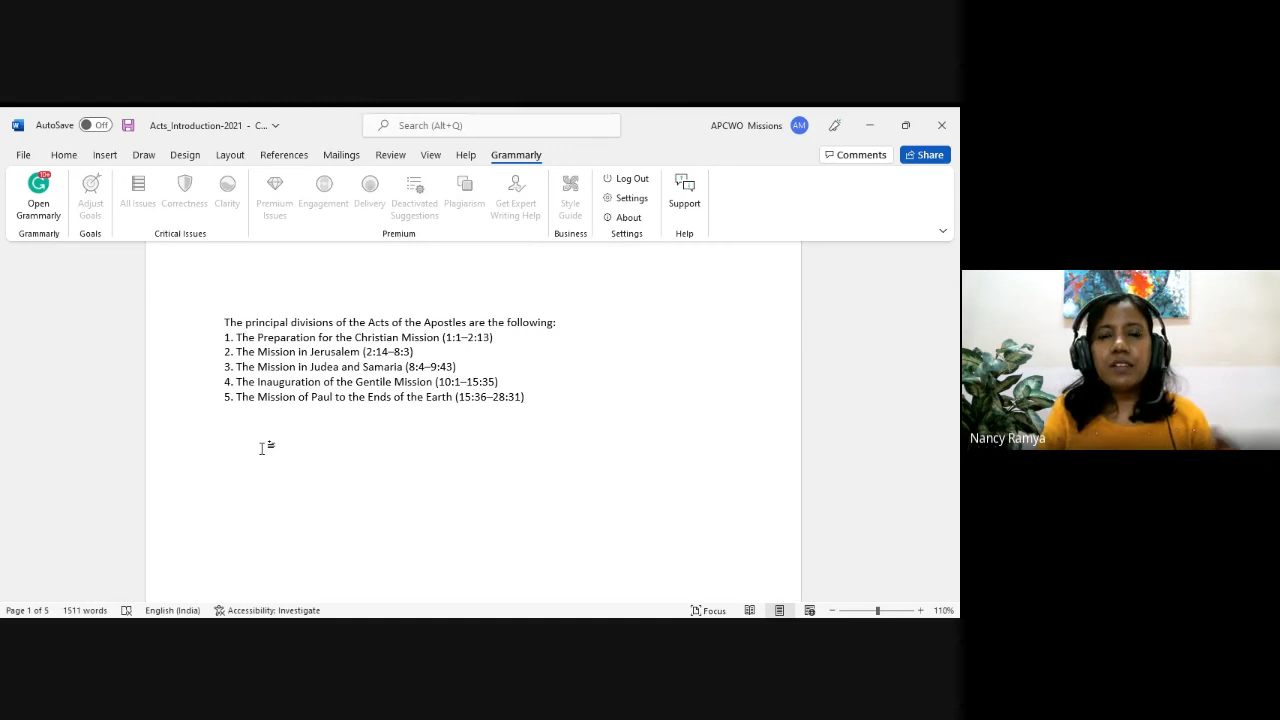 AutoSave Off Acts_Introduction-2021 - C... Search (Alt+Q) APCWO Missions AM
File Home Insert Draw Design Layout References Mailings Review View Help Grammarly Comments Share
10+
Open Grammarly
Adjust Goals
All Issues
Correctness
Clarity
Premium Issues
Engagement
Delivery
Deactivated Suggestions
Plagiarism
Get Expert Writing Help
Style Guide
Log Out
Settings
About
Support
Grammarly Goals Critical Issues Premium Business Settings Help
The principal divisions of the Acts of the Apostles are the following:
1. The Preparation for the Christian Mission (1:1–2:13)
2. The Mission in Jerusalem (2:14–8:3)
3. The Mission in Judea and Samaria (8:4–9:43)
4. The Inauguration of the Gentile Mission (10:1–15:35)
5. The Mission of Paul to the Ends of the Earth (15:36–28:31)
Nancy Ramya
Page 1 of 5 1511 words English (India) Accessibility: Investigate Focus 110%